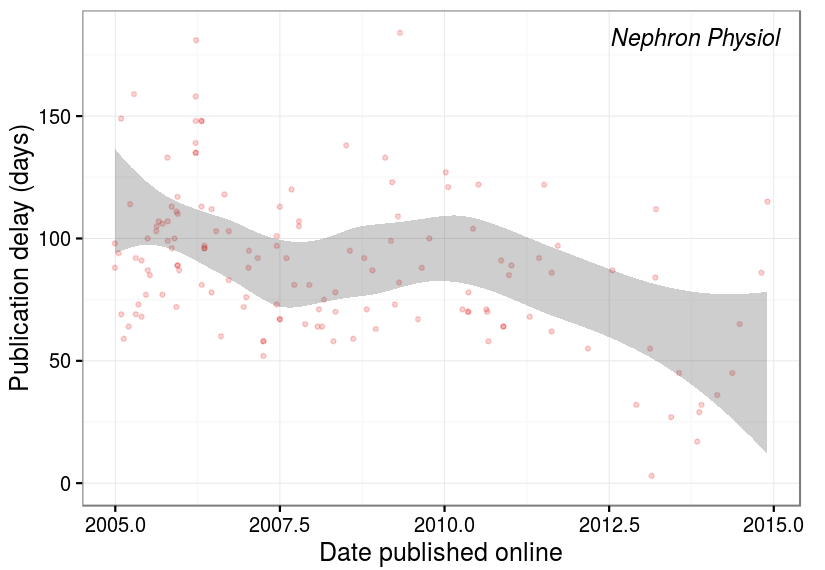 Nephron Physiol
Publication delay (days)
150
100
50
0
2005.0 2007.5 2010.0 2012.5 2015.0
Date published online